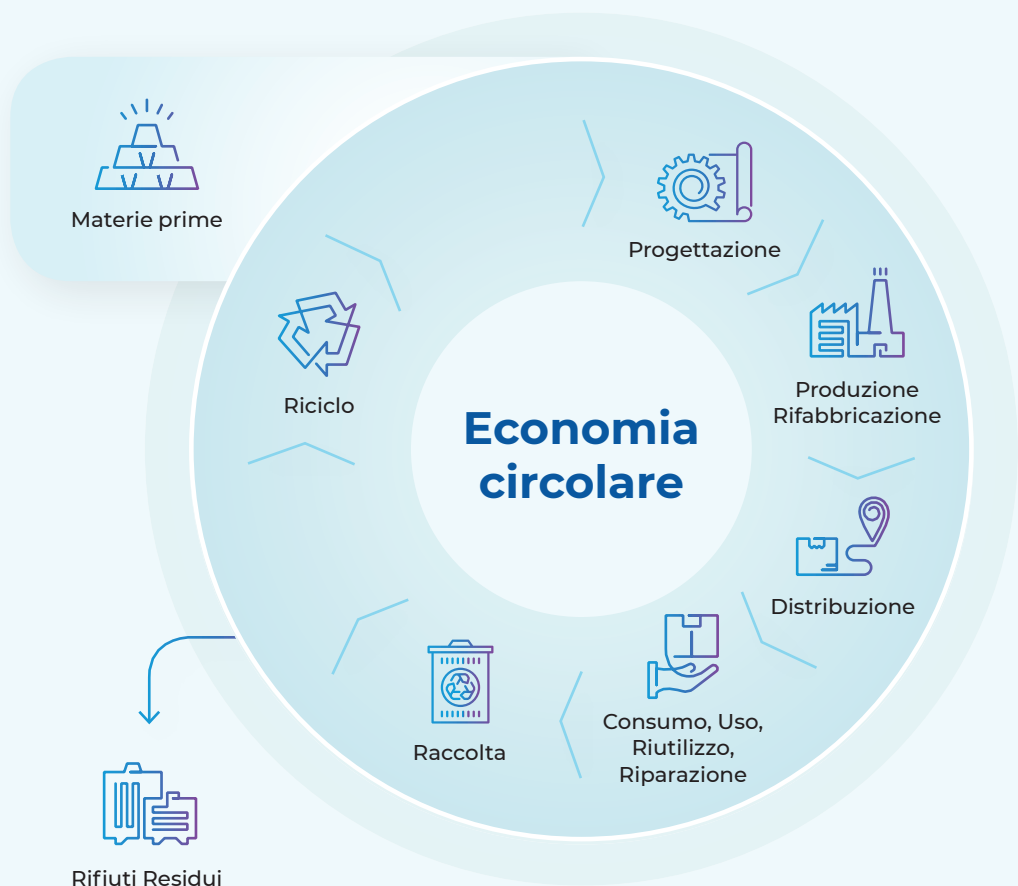 Materie prime
Progettazione
Produzione
Rifabbricazione
Distribuzione
Consumo, Uso,
Riutilizzo,
Riparazione
Raccolta
Riciclo
Economia
circolare
Rifiuti Residui